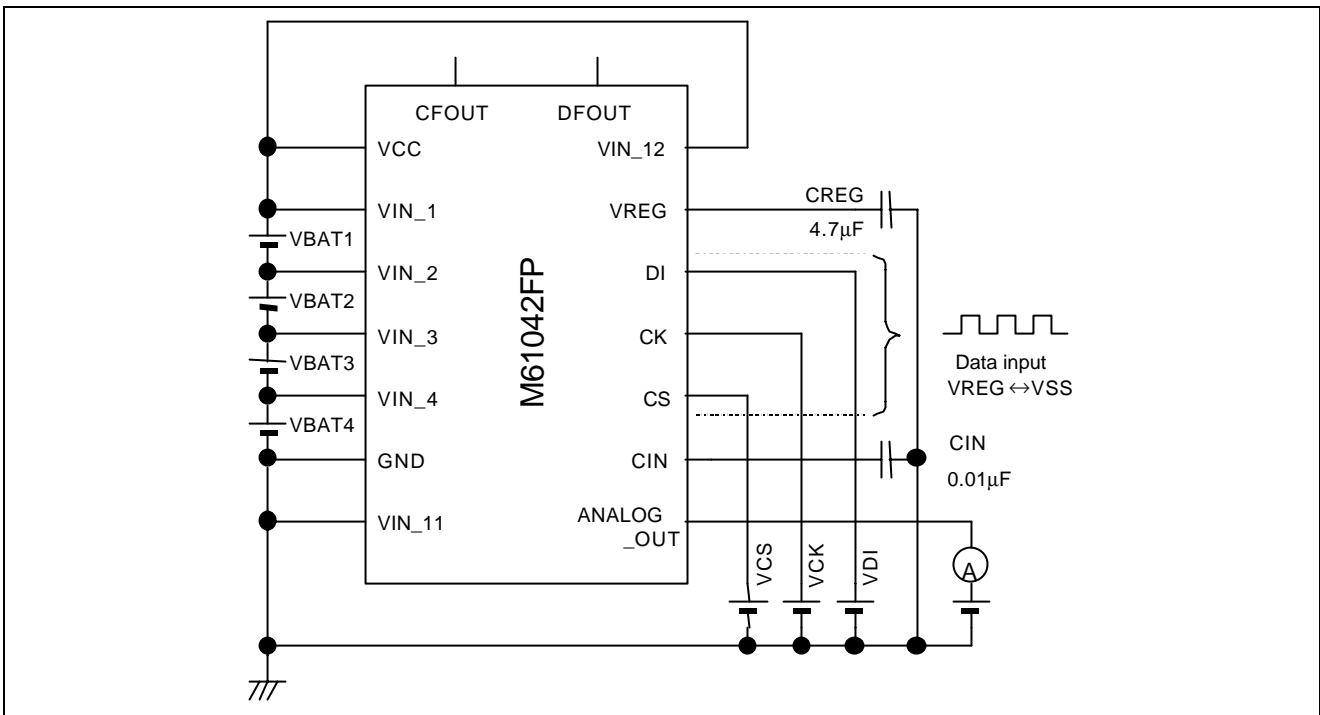 CFOUT
DFOUT
VCC
VIN_12
CREG
VIN_1
VREG
4.7μF
VBAT1
VIN_2
DI
VBAT2
M61042FP
VIN_3
CK
Data input
VREG ↔VSS
VBAT3
VIN_4
CS
VBAT4
CIN
GND
CIN
0.01μF
VIN_11
ANALOG
_OUT
VCS
VCK
VDI
A